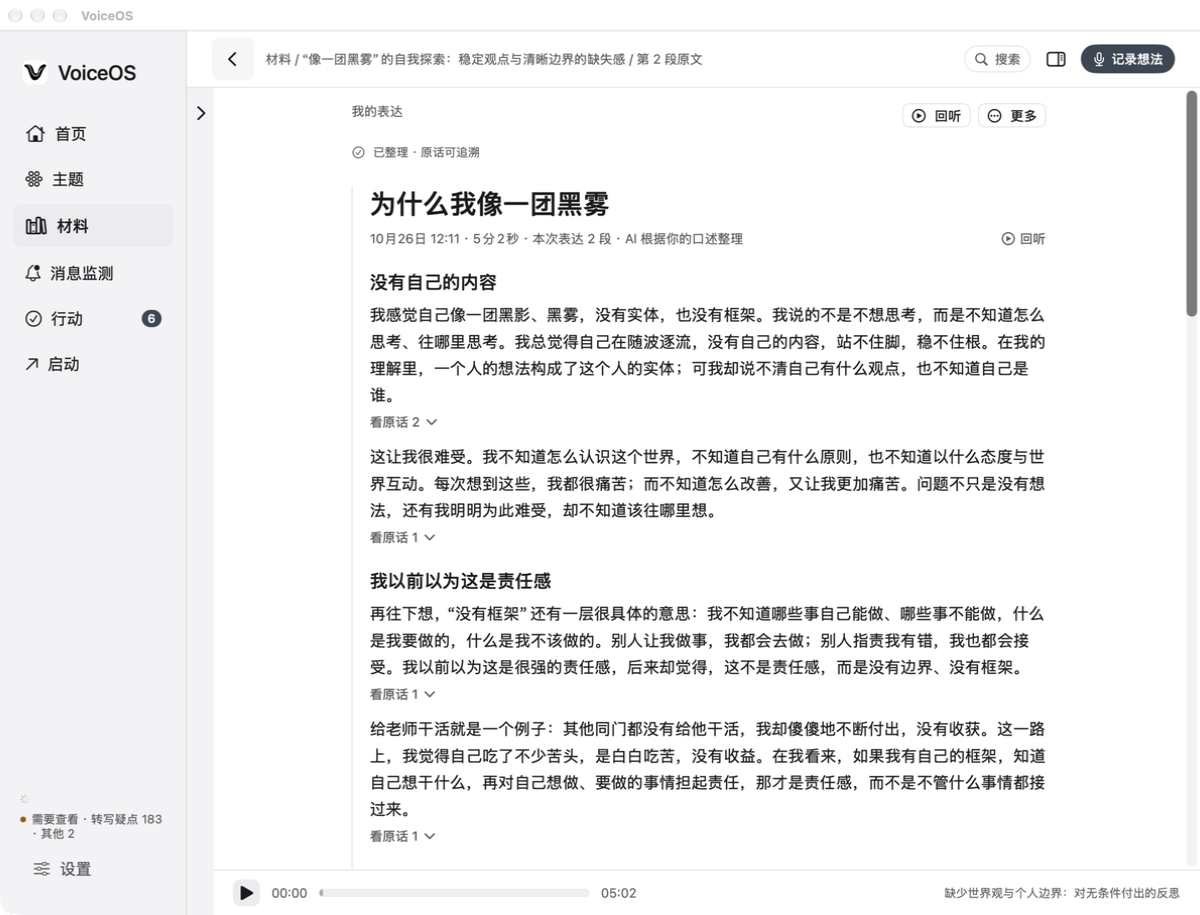 VoiceOS
VoiceOS
首页
主题
材料
消息监测
行动
6
启动
需要查看 · 转写疑点 183
· 其他 2
设置
材料 / “像一团黑雾” 的自我探索：稳定观点与清晰边界的缺失感 / 第 2 段原文
搜索
记录想法
我的表达
回听
更多
已整理 · 原话可追溯
为什么我像一团黑雾
10月26日 12:11 · 5 分 2 秒 · 本次表达 2 段 · AI 根据你的口述整理
回听
没有自己的内容
我感觉自己像一团黑影、黑雾，没有实体，也没有框架。我说的不是不想思考，而是不知道怎么
思考、往哪里思考。我总觉得自己在随波逐流，没有自己的内容，站不住脚，稳不住根。在我的
理解里，一个人的想法构成了这个人的实体；可我却说不清自己有什么观点，也不知道自己是
谁。
看原话 2
这让我很难受。我不知道怎么认识这个世界，不知道自己有什么原则，也不知道以什么态度与世
界互动。每次想到这些，我都很痛苦；而不知道怎么改善，又让我更加痛苦。问题不只是没有想
法，还有我明明为此难受，却不知道该往哪里想。
看原话 1
我以前以为这是责任感
再往下想，“没有框架” 还有一层很具体的意思：我不知道哪些事自己能做、哪些事不能做，什么
是我要做的，什么是我不该做的。别人让我做事，我都会去做；别人指责我有错，我也都会接
受。我以前以为这是很强的责任感，后来却觉得，这不是责任感，而是没有边界、没有框架。
看原话 1
给老师干活就是一个例子：其他同门都没有给他干活，我却傻傻地不断付出，没有收获。这一路
上，我觉得自己吃了不少苦头，是白白吃苦，没有收益。在我看来，如果我有自己的框架，知道
自己想干什么，再对自己想做、要做的事情担起责任，那才是责任感，而不是不管什么事情都接
过来。
看原话 1
00:00
05:02
缺少世界观与个人边界：对无条件付出的反思